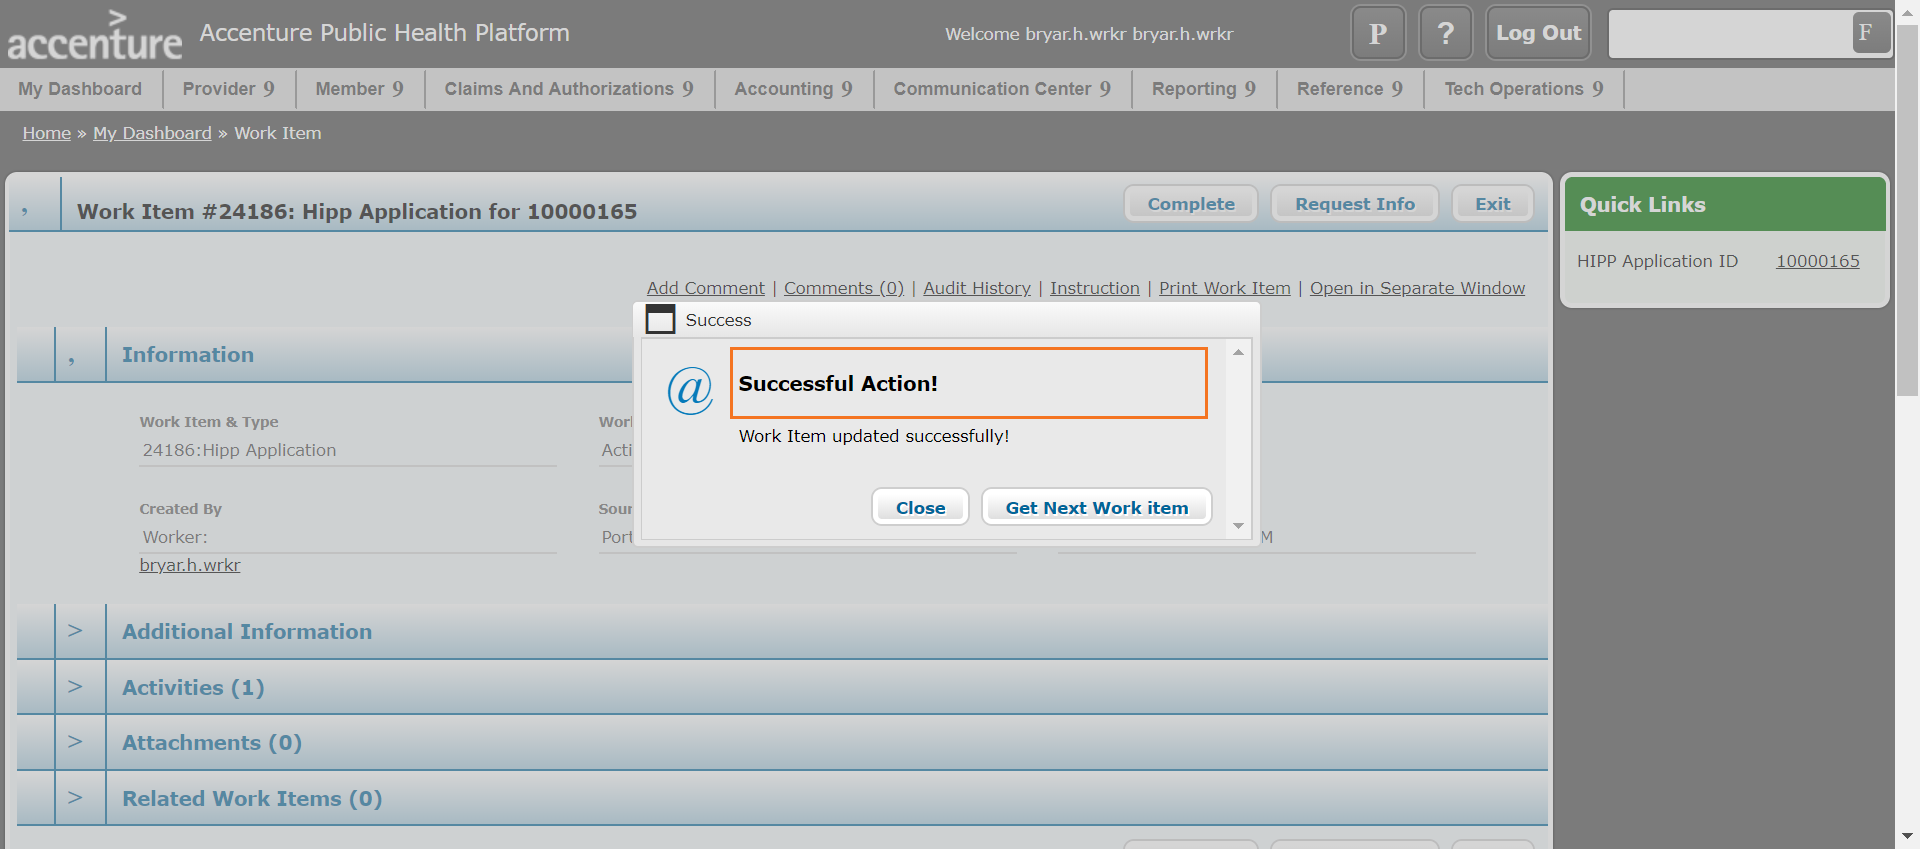 accenture
Accenture Public Health Platform
Welcome bryar.h.wrkr bryar.h.wrkr
P
?
Log Out
F
My Dashboard
Provider 9
Member 9
Claims And Authorizations 9
Accounting 9
Communication Center 9
Reporting 9
Reference 9
Tech Operations 9
Home » My Dashboard » Work Item
,
Work Item #24186: Hipp Application for 10000165
Complete
Request Info
Exit
Quick Links
HIPP Application ID 10000165
Add Comment | Comments (0) | Audit History | Instruction | Print Work Item | Open in Separate Window
Success
@
Successful Action!
Work Item updated successfully!
Close
Get Next Work item
,
Information
Work Item & Type
24186:Hipp Application
Created By
Worker:
bryar.h.wrkr
> Additional Information
> Activities (1)
> Attachments (0)
> Related Work Items (0)